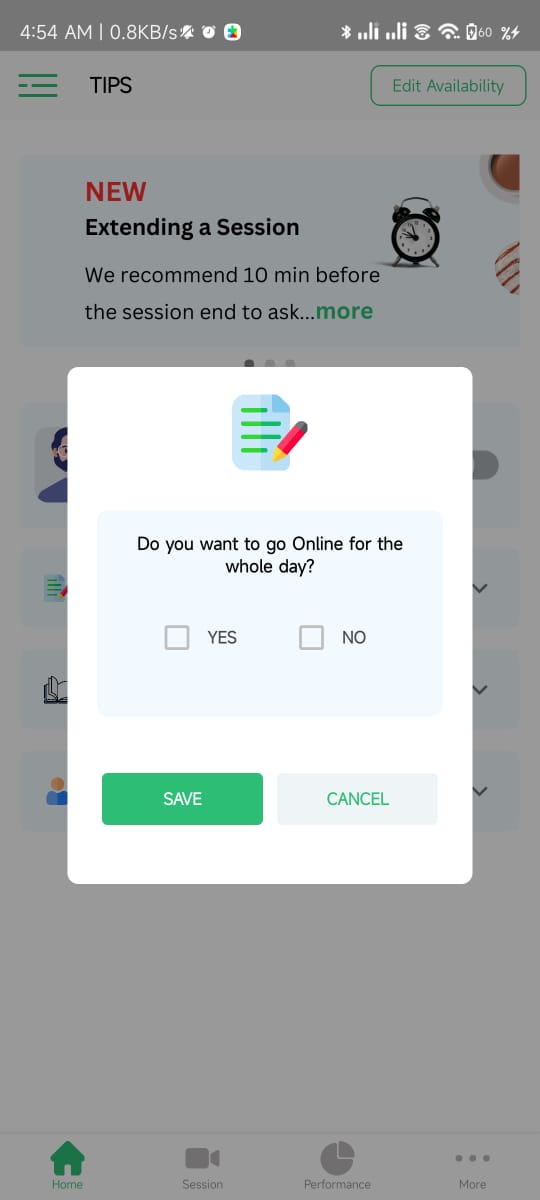 4:54 AM | 0.8KB/s
60 %
TIPS
Edit Availability
NEW
Extending a Session
We recommend 10 min before
the session end to ask...more
Do you want to go Online for the
whole day?
YES
NO
SAVE
CANCEL
Home
Session
Performance
More